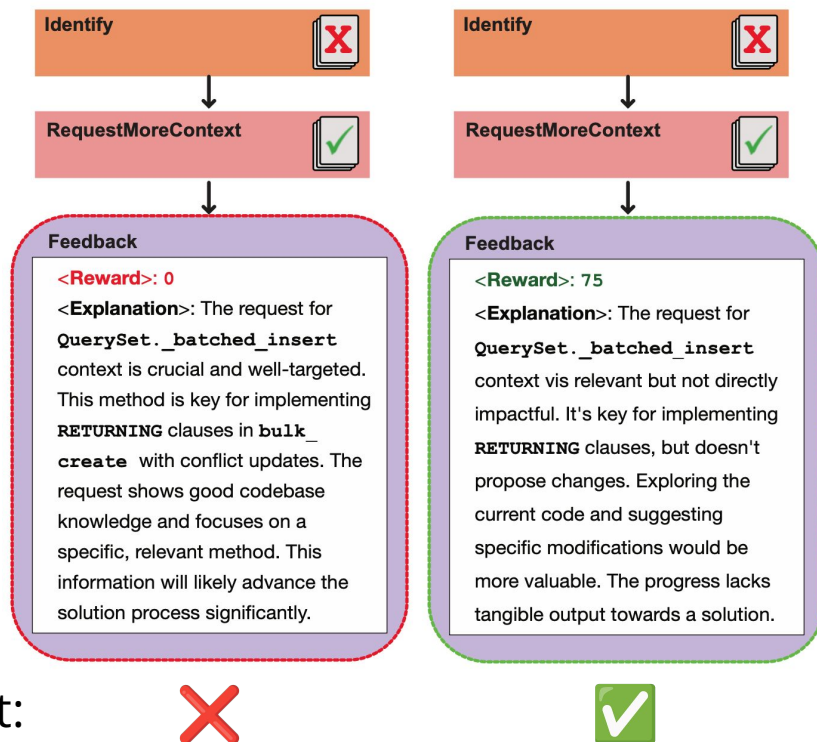 Identify
X
RequestMoreContext
Feedback
<Reward>: 0
<Explanation>: The request for
QuerySet._batched_insert
context is crucial and well-targeted.
This method is key for implementing
RETURNING clauses in bulk_
create with conflict updates. The
request shows good codebase
knowledge and focuses on a
specific, relevant method. This
information will likely advance the
solution process significantly.
Identify
X
RequestMoreContext
Feedback
<Reward>: 75
<Explanation>: The request for
QuerySet._batched_insert
context vis relevant but not directly
impactful. It's key for implementing
RETURNING clauses, but doesn't
propose changes. Exploring the
current code and suggesting
specific modifications would be
more valuable. The progress lacks
tangible output towards a solution.
t: